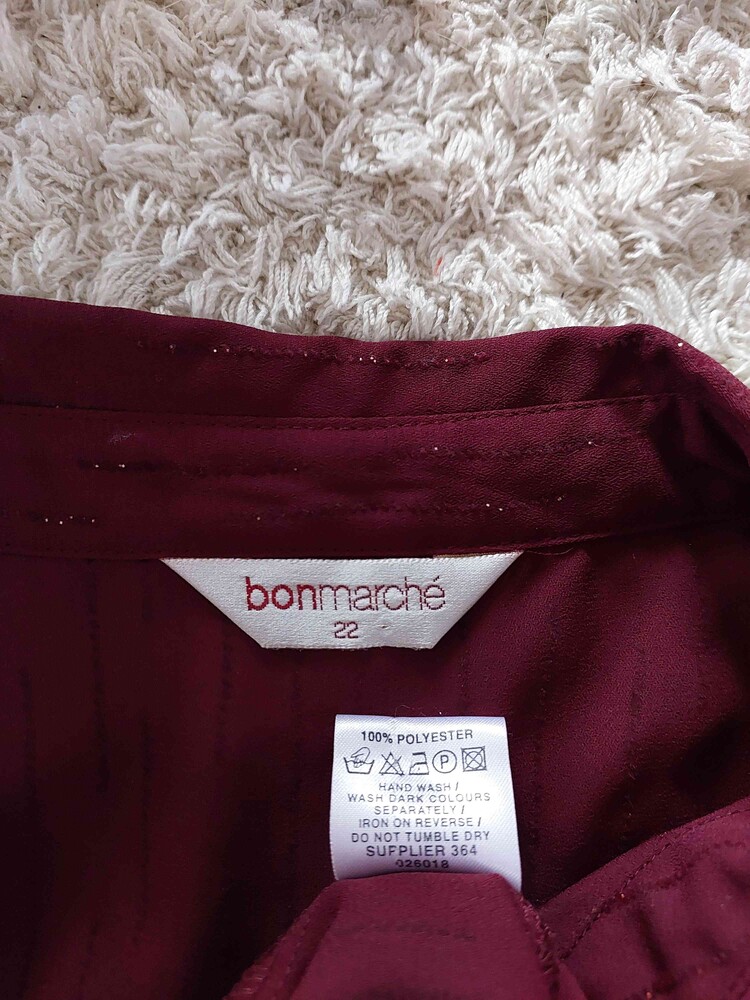 bonmarché
22
100% POLYESTER
P
HAND WASH /
WASH DARK COLOURS
SEPARATELY /
IRON ON REVERSE /
DO NOT TUMBLE DRY
SUPPLIER 364
026018